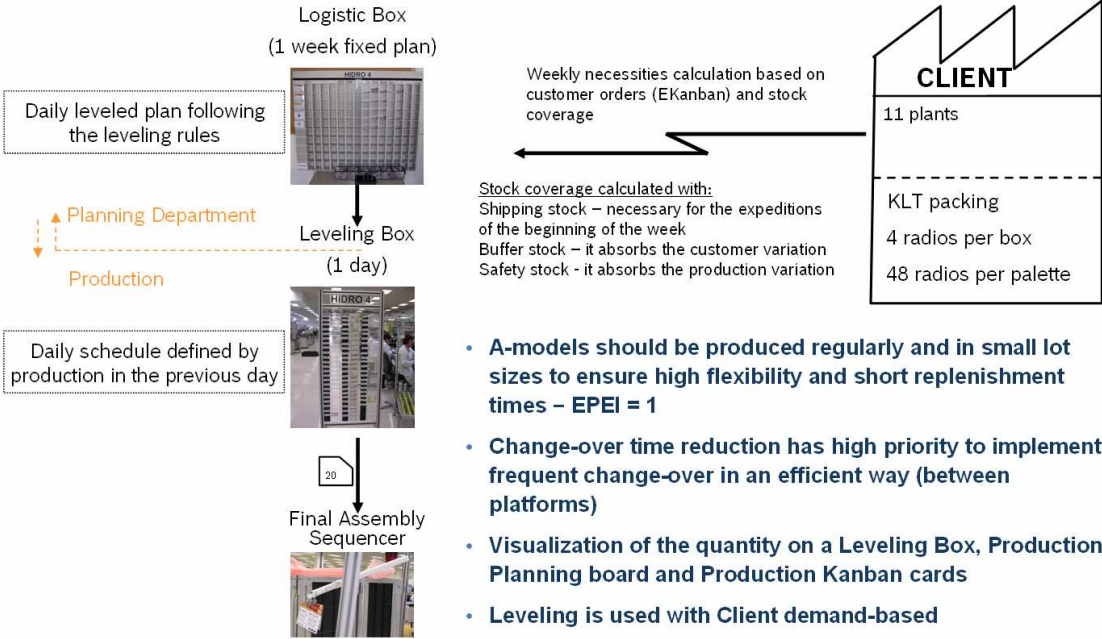 Logistic Box
(1 week fixed plan)
HIDRO 4
Daily leveled plan following
the leveling rules
Planning Department
Production
Leveling Box
(1 day)
HIDRO 4
Daily schedule defined by
production in the previous day
20
Final Assembly
Sequencer
Weekly necessities calculation based on
customer orders (EKanban) and stock
coverage
CLIENT
11 plants
KLT packing
4 radios per box
48 radios per palette
Stock coverage calculated with:
Shipping stock – necessary for the expeditions
of the beginning of the week
Buffer stock – it absorbs the customer variation
Safety stock - it absorbs the production variation
• A-models should be produced regularly and in small lot
sizes to ensure high flexibility and short replenishment
times – EPEI = 1
• Change-over time reduction has high priority to implement
frequent change-over in an efficient way (between
platforms)
• Visualization of the quantity on a Leveling Box, Production
Planning board and Production Kanban cards
• Leveling is used with Client demand-based